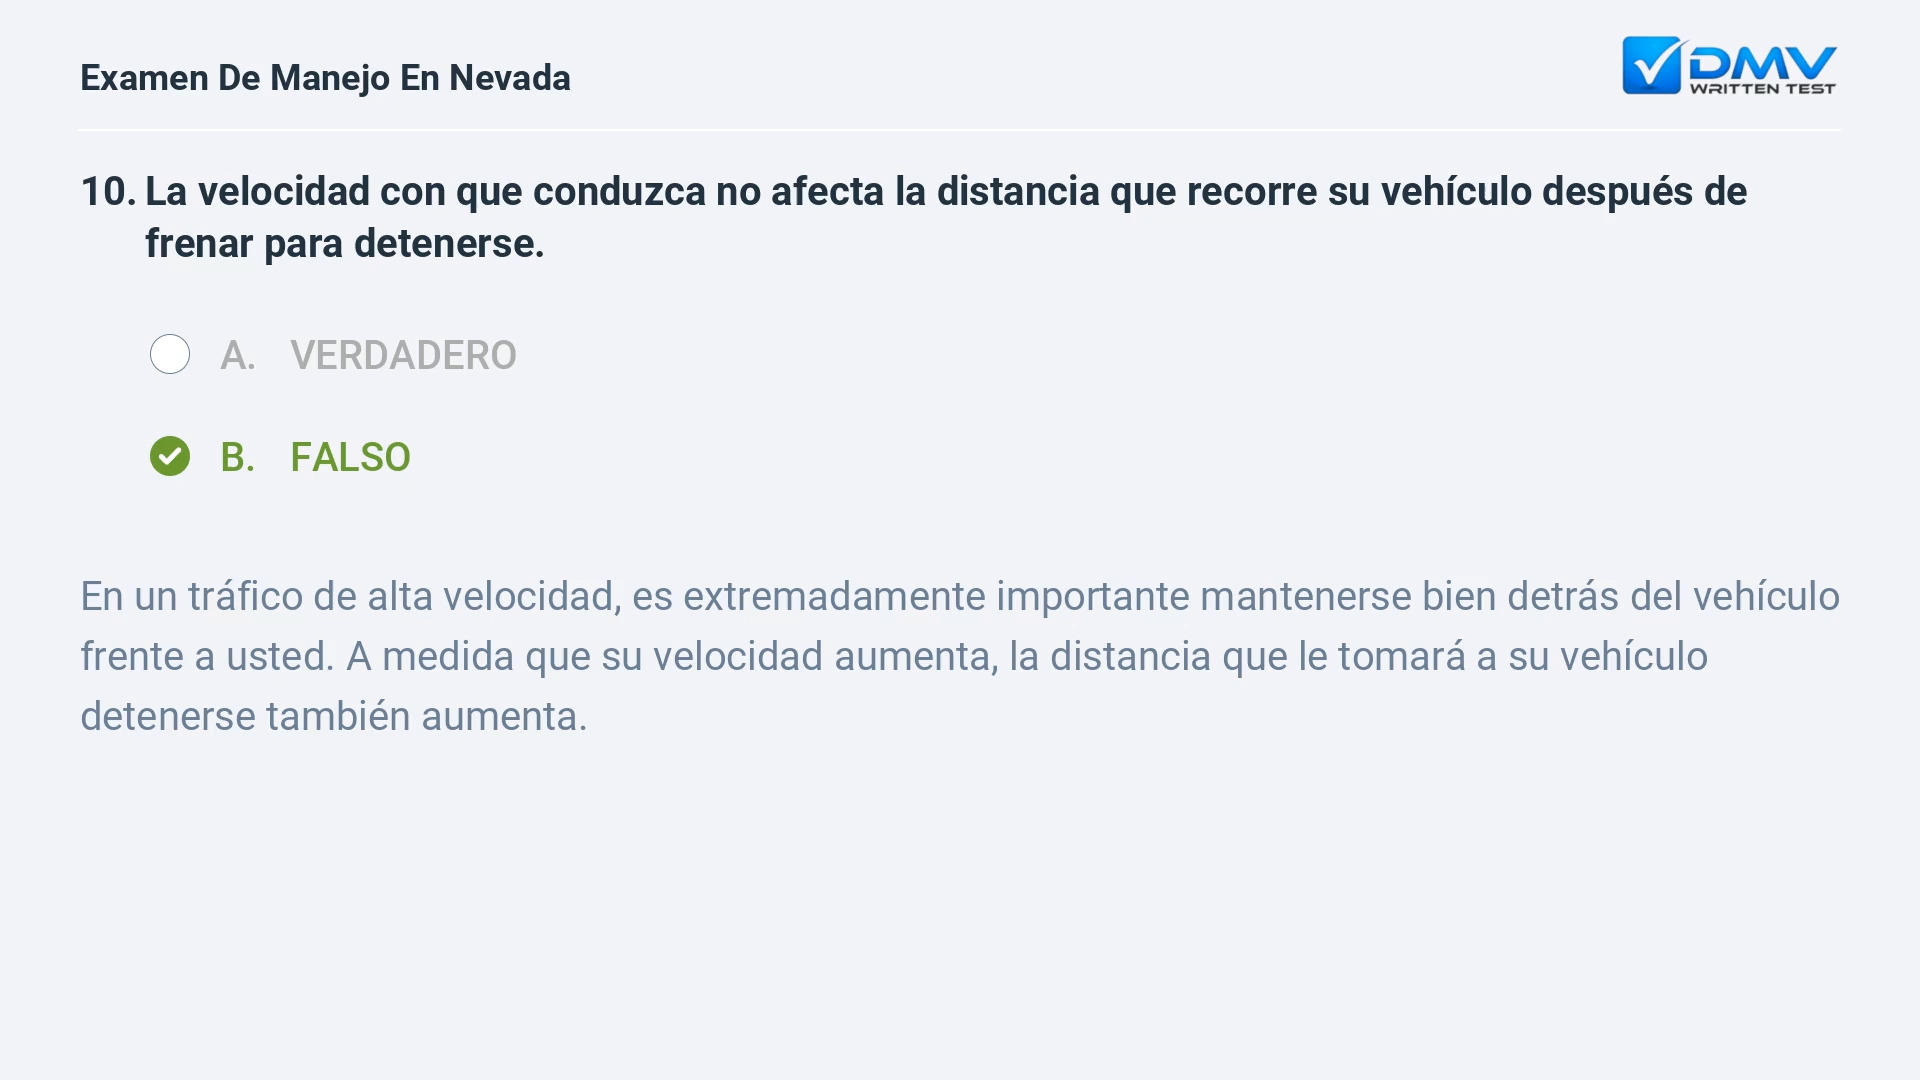 Examen De Manejo En Nevada
DMV
WRITTEN TEST
10. La velocidad con que conduzca no afecta la distancia que recorre su vehículo después de
frenar para detenerse.
A. VERDADERO
B. FALSO
En un tráfico de alta velocidad, es extremadamente importante mantenerse bien detrás del vehículo
frente a usted. A medida que su velocidad aumenta, la distancia que le tomará a su vehículo
detenerse también aumenta.